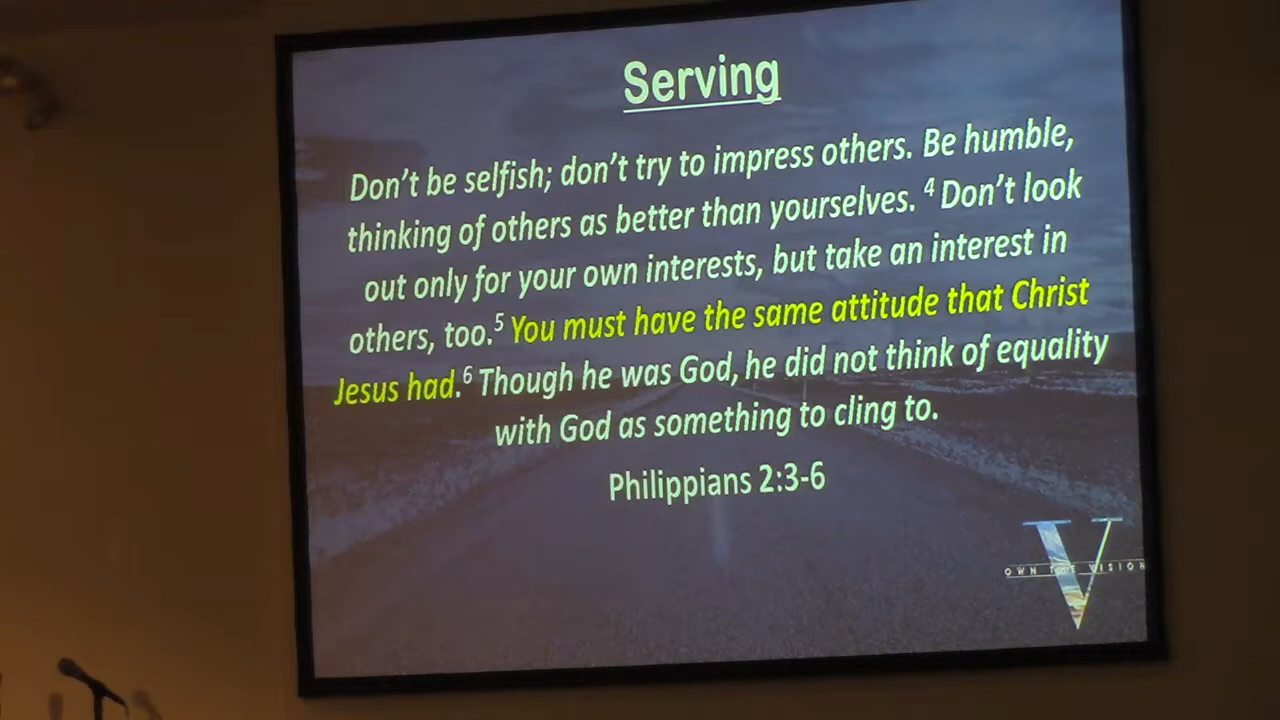 Serving
Don't be selfish; don't try to impress others. Be humble,
thinking of others as better than yourselves. ⁴ Don't look
out only for your own interests, but take an interest in
others, too.⁵ You must have the same attitude that Christ
Jesus had.⁶ Though he was God, he did not think of equality
with God as something to cling to.
Philippians 2:3-6
V
OWN THE VISION